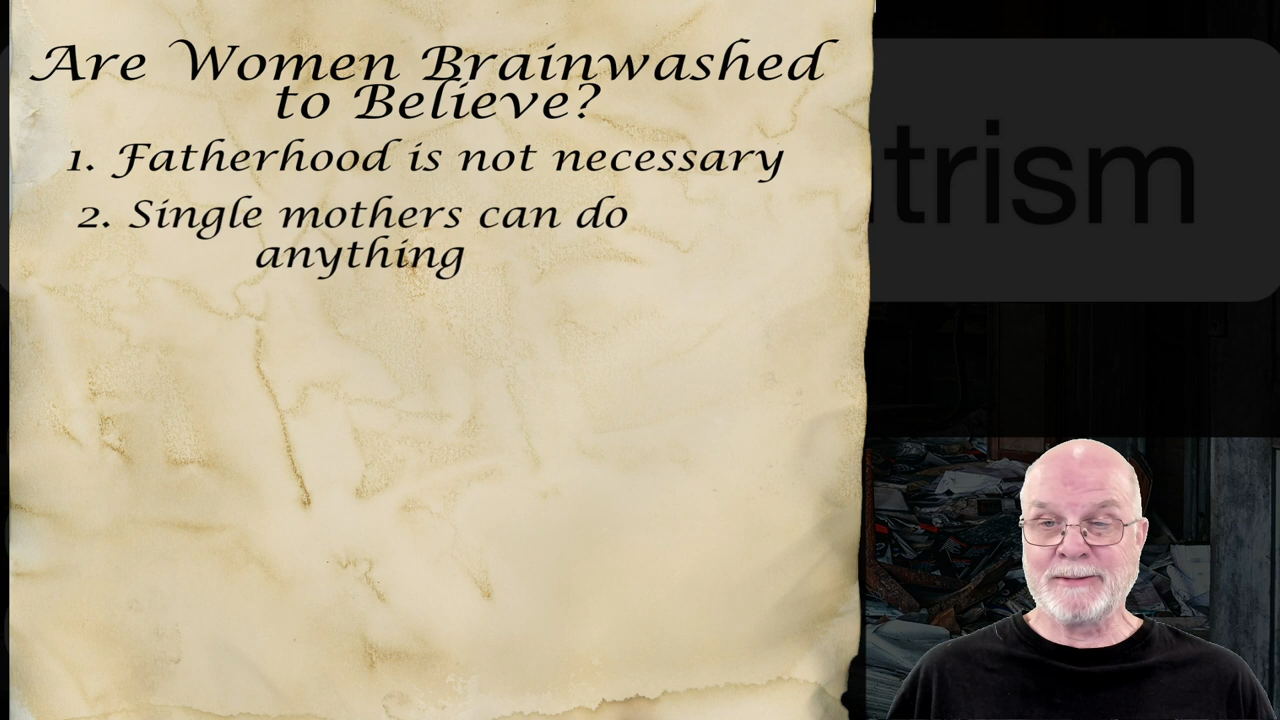 Are Women Brainwashed
to Believe?
1. Fatherhood is not necessary
2. Single mothers can do
anything
trism